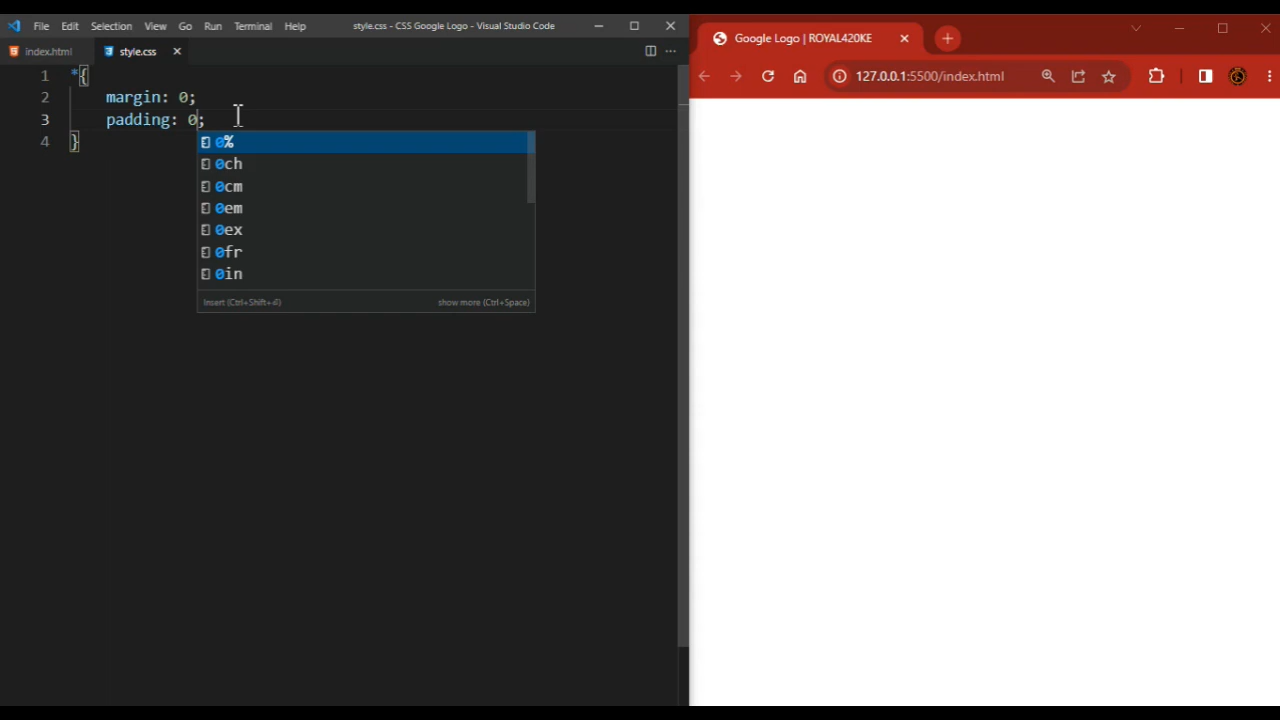 File Edit Selection View Go Run Terminal Help style.css - CSS Google Logo - Visual Studio Code
index.html style.css
1 *{
2 margin: 0;
3 padding: 0;
4 }
0%
0ch
0cm
0em
0ex
0fr
0in
Insert (Ctrl+Shift+⏎) show more (Ctrl+Space)
Google Logo | ROYAL420KE
127.0.0.1:5500/index.html